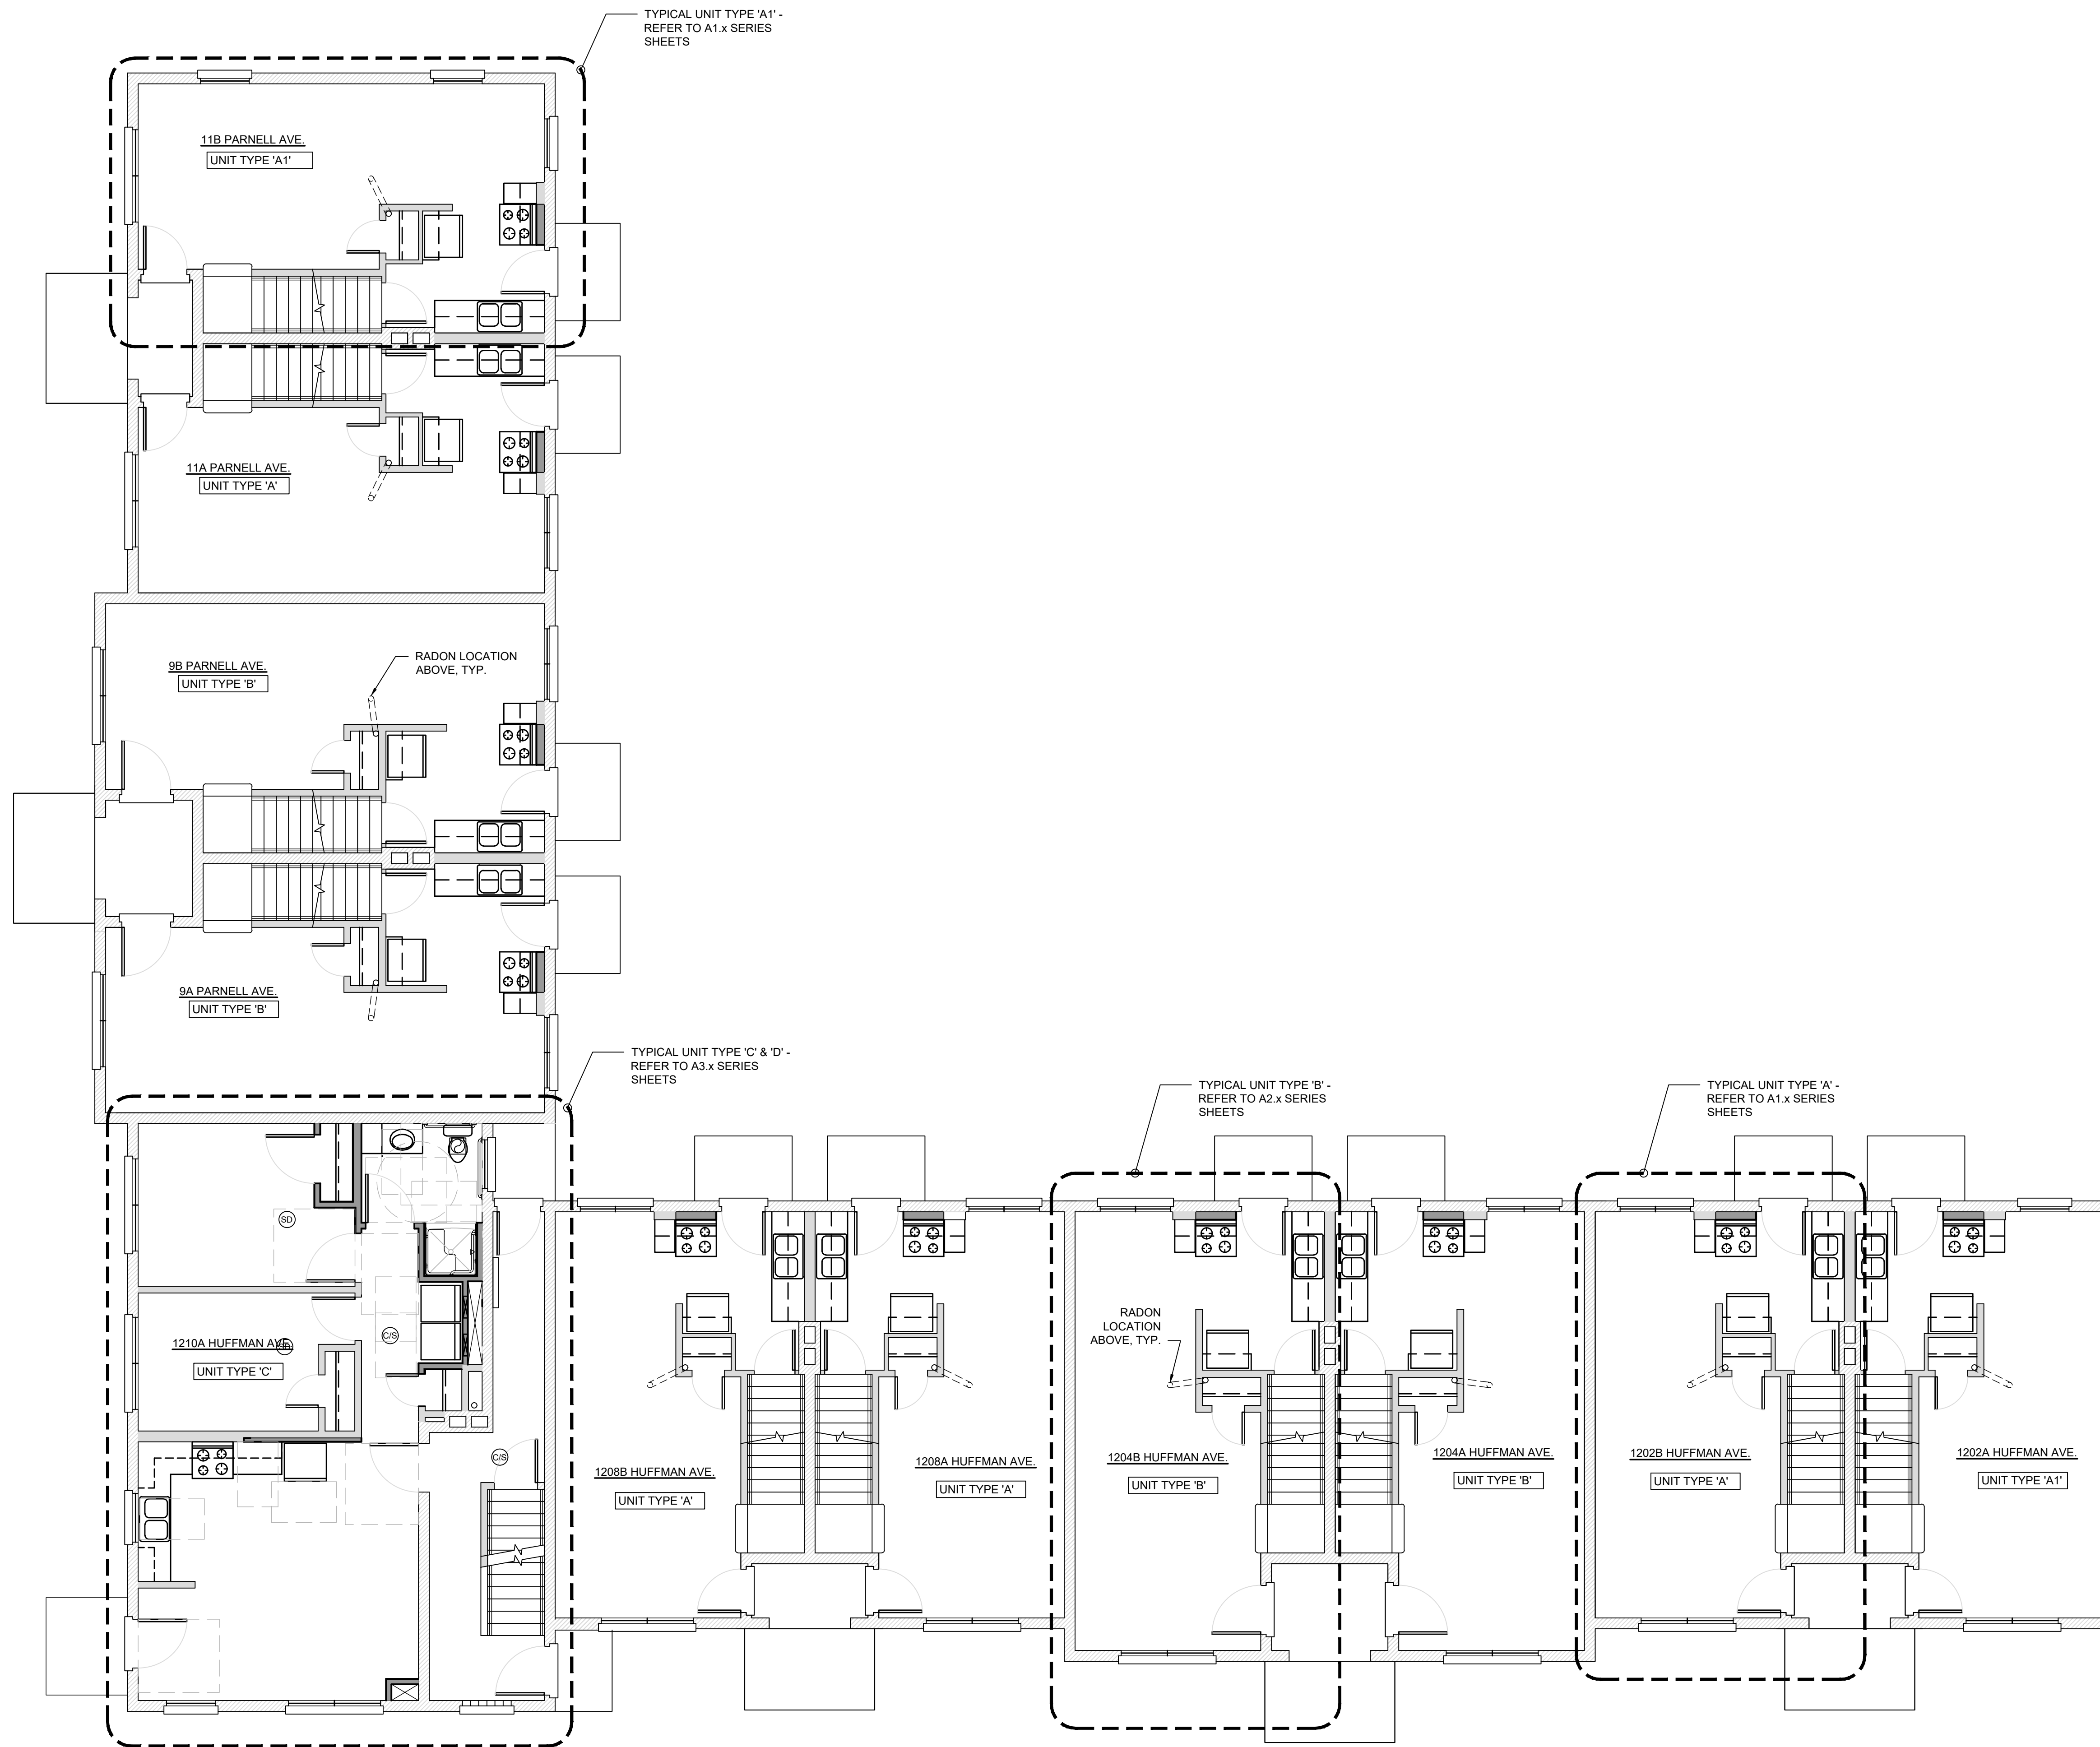 TYPICAL UNIT TYPE 'A1' -
REFER TO A1.x SERIES
SHEETS
11B PARNELL AVE.
UNIT TYPE 'A1'
11A PARNELL AVE.
UNIT TYPE 'A'
9B PARNELL AVE.
UNIT TYPE 'B'
RADON LOCATION
ABOVE, TYP.
9A PARNELL AVE.
UNIT TYPE 'B'
TYPICAL UNIT TYPE 'C' & 'D' -
REFER TO A3.x SERIES
SHEETS
TYPICAL UNIT TYPE 'B' -
REFER TO A2.x SERIES
SHEETS
TYPICAL UNIT TYPE 'A' -
REFER TO A1.x SERIES
SHEETS
SD
1210A HUFFMAN AVE.
UNIT TYPE 'C'
C/S
C/S
RADON
LOCATION
ABOVE, TYP.
1208B HUFFMAN AVE.
UNIT TYPE 'A'
1208A HUFFMAN AVE.
UNIT TYPE 'A'
1204B HUFFMAN AVE.
UNIT TYPE 'B'
1204A HUFFMAN AVE.
UNIT TYPE 'B'
1202B HUFFMAN AVE.
UNIT TYPE 'A'
1202A HUFFMAN AVE.
UNIT TYPE 'A1'